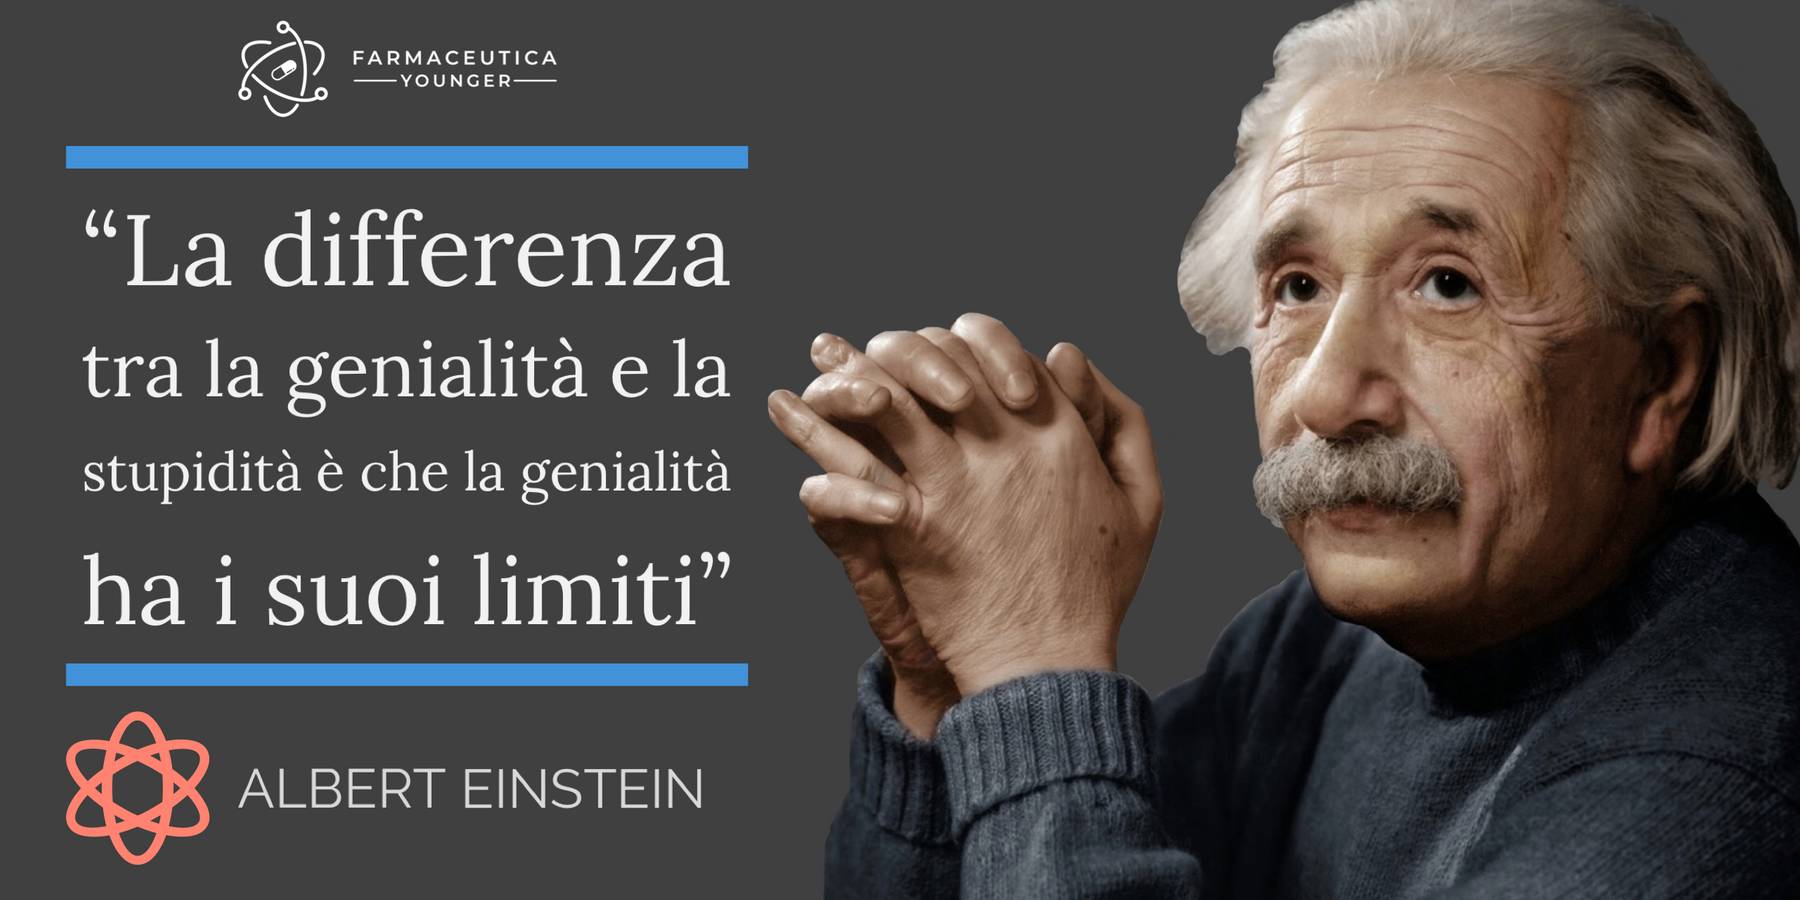 FARMACEUTICA
YOUNGER
“La differenza
tra la genialità e la
stupidità è che la genialità
ha i suoi limiti”
ALBERT EINSTEIN